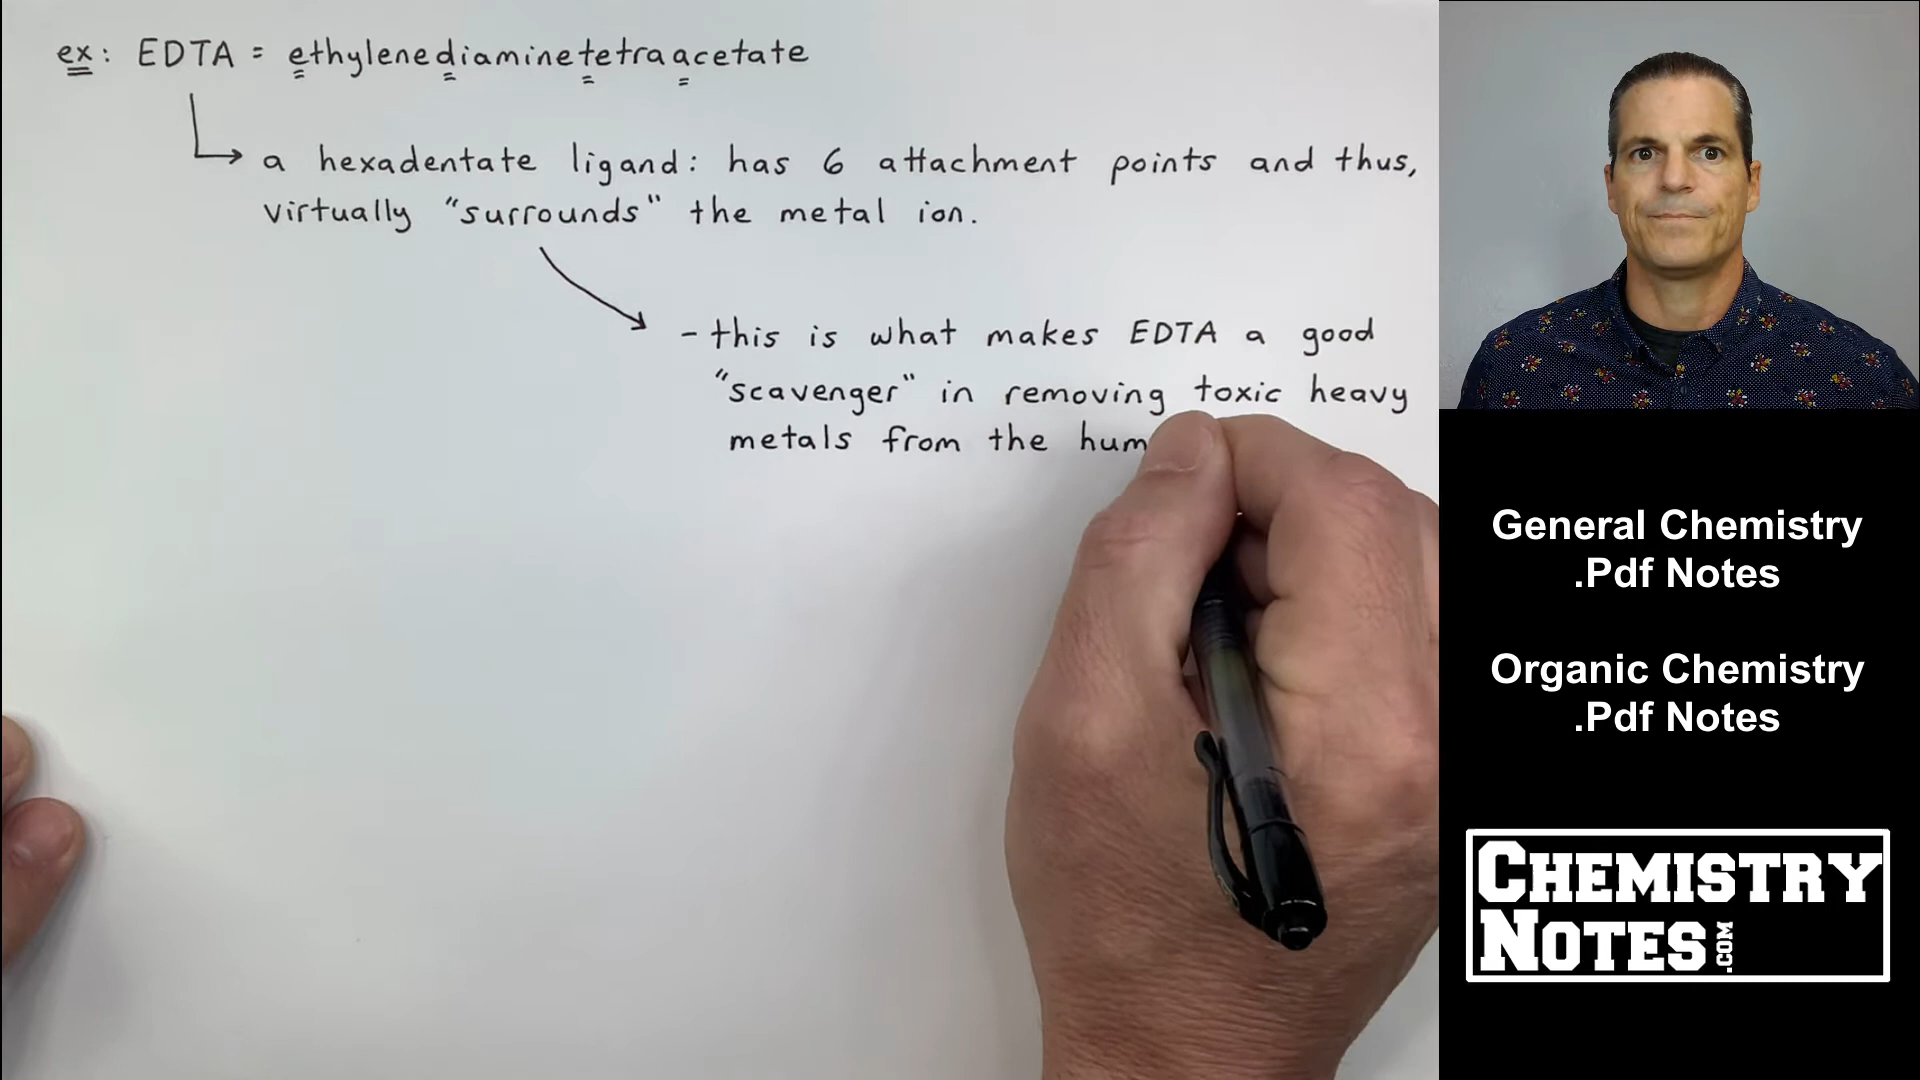 ex: EDTA = ethylenediaminetetraacetate
a hexadentate ligand: has 6 attachment points and thus,
virtually "surrounds" the metal ion.
- this is what makes EDTA a good
"scavenger" in removing toxic heavy
metals from the hum
General Chemistry
.Pdf Notes
Organic Chemistry
.Pdf Notes
CHEMISTRY
NOTES.COM